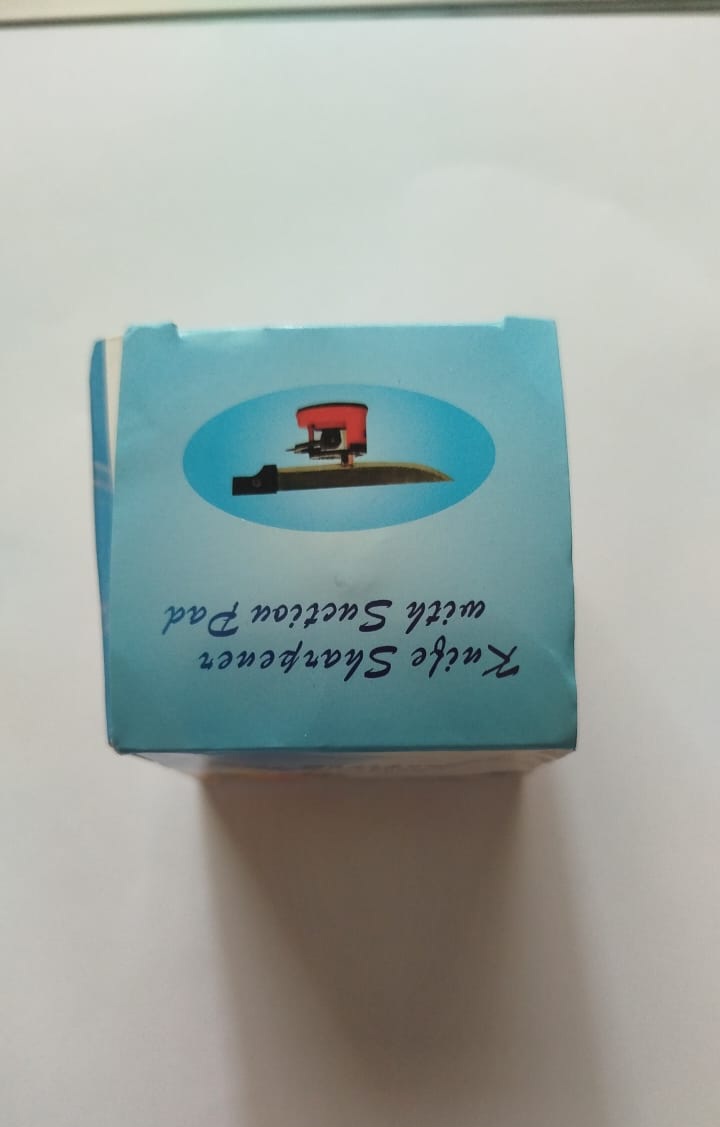 Knife Sharpener
with Suction Pad